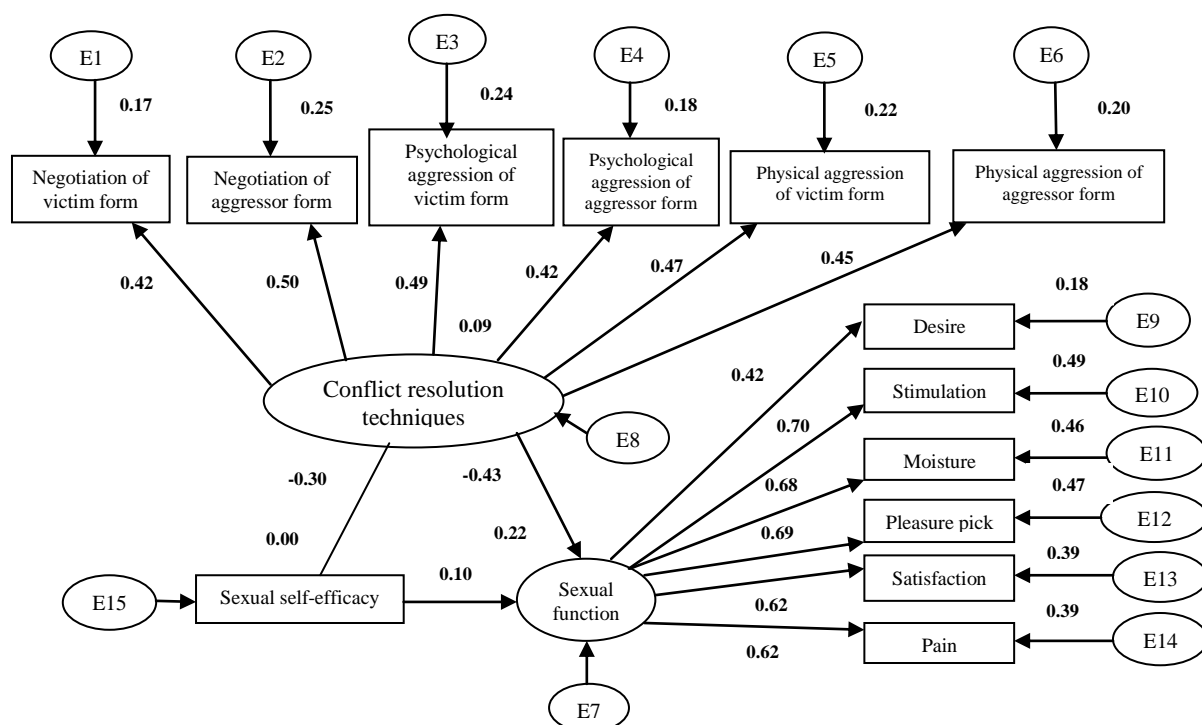 E1
E2
E3
E4
E5
E6
0.17
0.25
0.24
0.18
0.22
0.20
Negotiation of
victim form
Negotiation of
aggressor form
Psychological
aggression of
victim form
Psychological
aggression of
aggressor form
Physical aggression
of victim form
Physical aggression of
aggressor form
0.42
0.50
0.49
0.42
0.47
0.45
0.09
Conflict resolution
techniques
E8
-0.30
-0.43
0.00
0.22
E15
Sexual self-efficacy
0.10
Sexual
function
E7
0.42
0.70
0.68
0.69
0.62
0.62
Desire
0.18
E9
Stimulation
0.49
E10
Moisture
0.46
E11
Pleasure pick
0.47
E12
Satisfaction
0.39
E13
Pain
0.39
E14